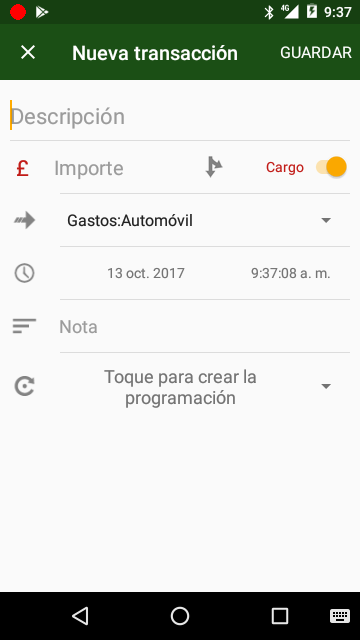 4G 9:37
Nueva transacción GUARDAR
Descripción
£ Importe Cargo
Gastos:Automóvil
13 oct. 2017 9:37:08 a. m.
Nota
Toque para crear la
programación